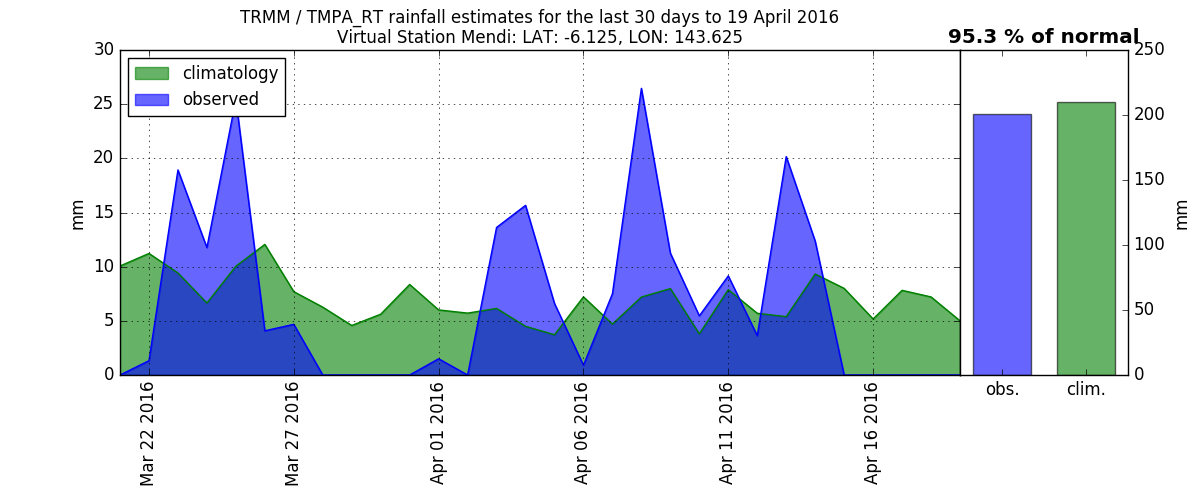 TRMM / TMPA_RT rainfall estimates for the last 30 days to 19 April 2016
Virtual Station Mendi: LAT: -6.125, LON: 143.625
95.3 % of normal
climatology
observed
30
25
20
15
10
5
0
mm
Mar 22 2016
Mar 27 2016
Apr 01 2016
Apr 06 2016
Apr 11 2016
Apr 16 2016
250
200
150
100
50
0
mm
obs.
clim.